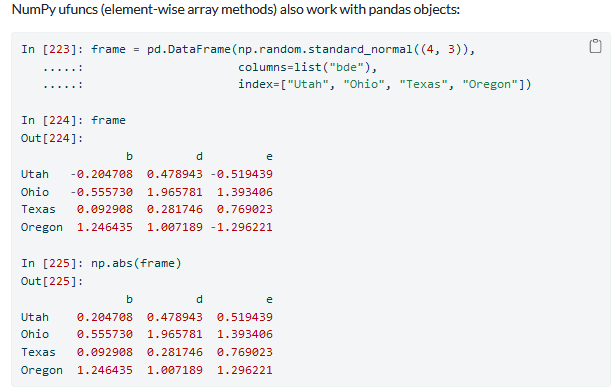 NumPy ufuncs (element-wise array methods) also work with pandas objects:
In [223]: frame = pd.DataFrame(np.random.standard_normal((4, 3)),
   .....:                      columns=list("bde"),
   .....:                      index=["Utah", "Ohio", "Texas", "Oregon"])
In [224]: frame
Out[224]:
               b         d         e
Utah   -0.204708  0.478943 -0.519439
Ohio   -0.555730  1.965781  1.393406
Texas   0.092908  0.281746  0.769023
Oregon  1.246435  1.007189 -1.296221
In [225]: np.abs(frame)
Out[225]:
               b         d         e
Utah    0.204708  0.478943  0.519439
Ohio    0.555730  1.965781  1.393406
Texas   0.092908  0.281746  0.769023
Oregon  1.246435  1.007189  1.296221